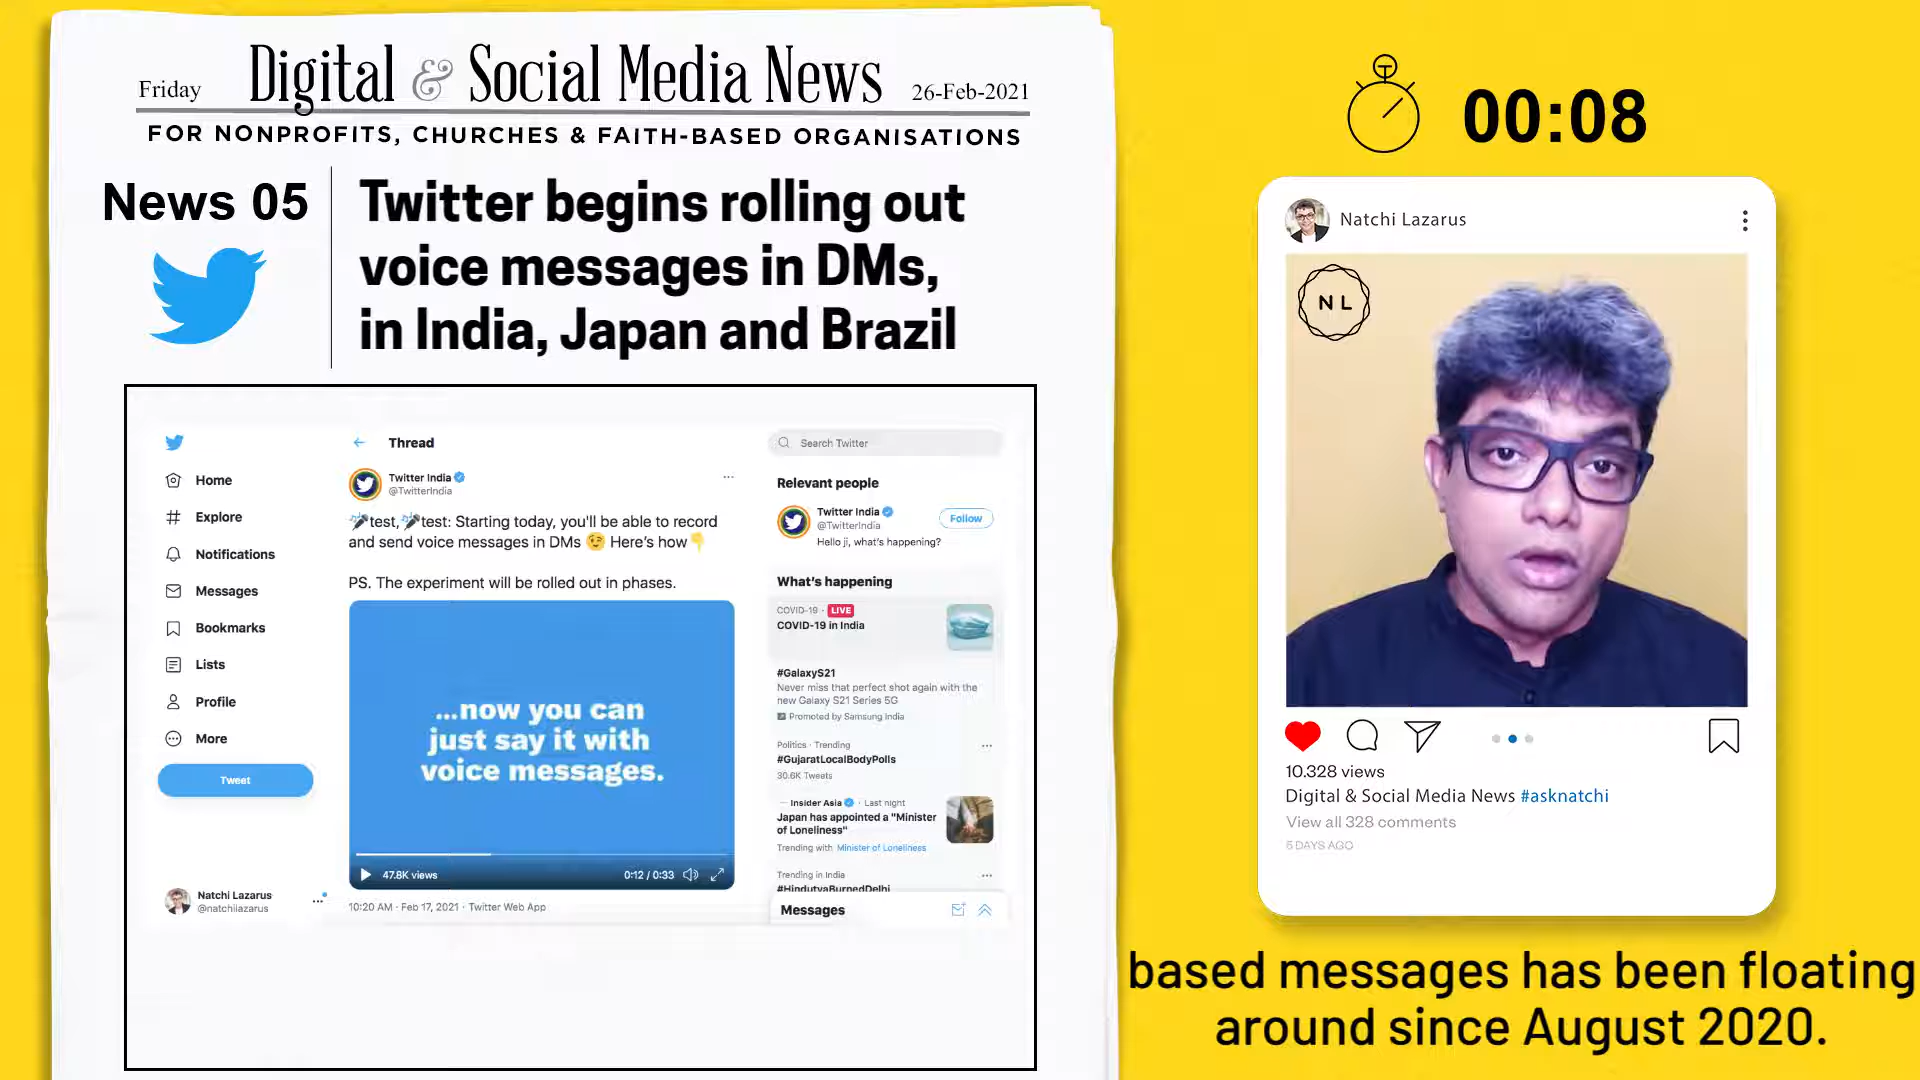 Friday
Digital & Social Media News
26-Feb-2021
FOR NONPROFITS, CHURCHES & FAITH-BASED ORGANISATIONS
News 05
Twitter begins rolling out
voice messages in DMs,
in India, Japan and Brazil
Home
Explore
Notifications
Messages
Bookmarks
Lists
Profile
More
Tweet
Natchi Lazarus
@natchilazarus
Thread
Twitter India
@TwitterIndia
test, test: Starting today, you'll be able to record
and send voice messages in DMs Here's how
PS. The experiment will be rolled out in phases.
...now you can
just say it with
voice messages.
47.8K views
0:12 / 0:33
10:20 AM · Feb 17, 2021 · Twitter Web App
Search Twitter
Relevant people
Twitter India
@TwitterIndia
Follow
Hello ji, what's happening?
What's happening
COVID-19 · LIVE
COVID-19 in India
#GalaxyS21
Never miss that perfect shot again with the
new Galaxy S21 Series 5G
Promoted by Samsung India
Politics · Trending
#GujaratLocalBodyPolls
30.6K Tweets
Insider Asia · Last night
Japan has appointed a "Minister
of Loneliness"
Trending with Minister of Loneliness
Trending in India
#HindutvaBurnedDelhi
Messages
00:08
Natchi Lazarus
N L
10.328 views
Digital & Social Media News #asknatchi
View all 328 comments
5 DAYS AGO
based messages has been floating
around since August 2020.